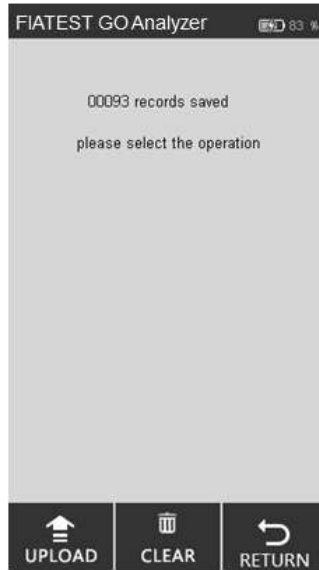 FIATEST GO Analyzer 83 %
00093 records saved
please select the operation
UPLOAD CLEAR RETURN